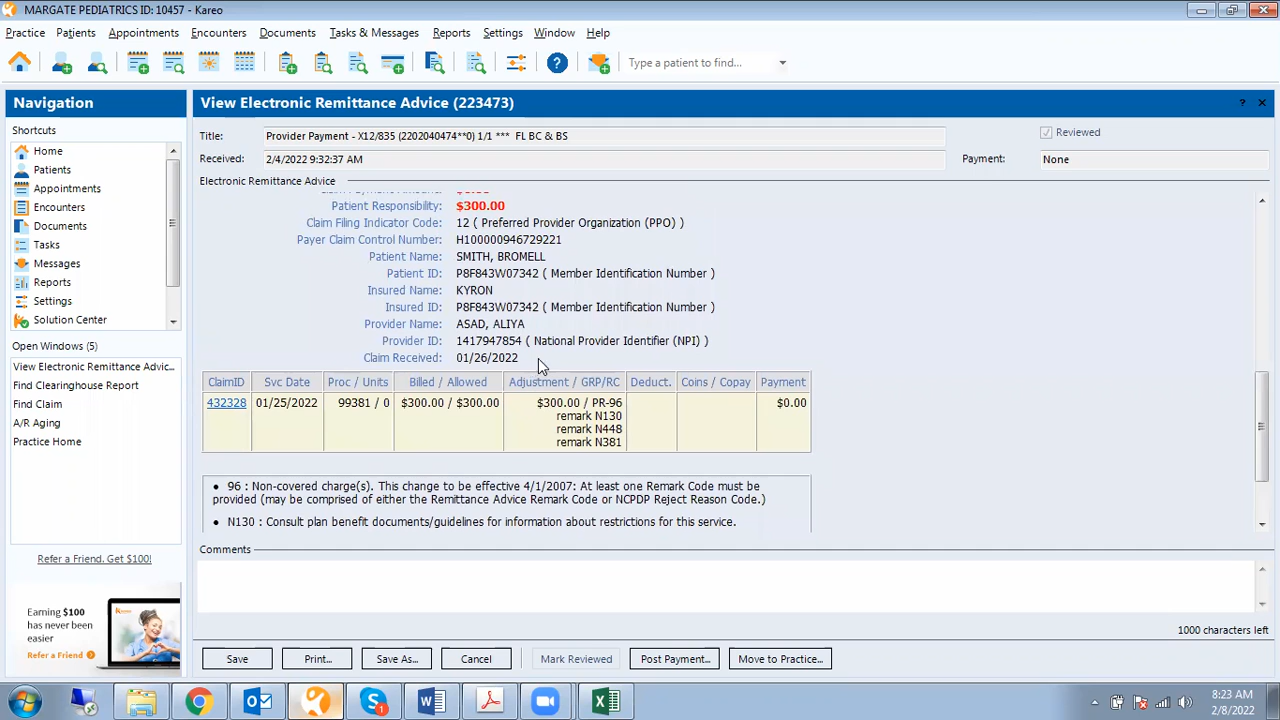 MARGATE PEDIATRICS ID: 10457 - Kareo
Practice Patients Appointments Encounters Documents Tasks & Messages Reports Settings Window Help
Type a patient to find...
Navigation
Shortcuts
Home
Patients
Appointments
Encounters
Documents
Tasks
Messages
Reports
Settings
Solution Center
Open Windows (5)
View Electronic Remittance Advic...
Find Clearinghouse Report
Find Claim
A/R Aging
Practice Home
Refer a Friend. Get $100!
Earning $100
has never been
easier
Refer a Friend
View Electronic Remittance Advice (223473)
? ×
Title: Provider Payment - X12/835 (2202040474**0) 1/1 *** FL BC & BS
Reviewed
Received: 2/4/2022 9:32:37 AM
Payment: None
Electronic Remittance Advice
Patient Responsibility: $300.00
Claim Filing Indicator Code: 12 ( Preferred Provider Organization (PPO) )
Payer Claim Control Number: H100000946729221
Patient Name: SMITH, BROMELL
Patient ID: P8F843W07342 ( Member Identification Number )
Insured Name: KYRON
Insured ID: P8F843W07342 ( Member Identification Number )
Provider Name: ASAD, ALIYA
Provider ID: 1417947854 ( National Provider Identifier (NPI) )
Claim Received: 01/26/2022
ClaimID Svc Date Proc / Units Billed / Allowed Adjustment / GRP/RC Deduct. Coins / Copay Payment
432328 01/25/2022 99381 / 0 $300.00 / $300.00 $300.00 / PR-96 $0.00
remark N130
remark N448
remark N381
• 96 : Non-covered charge(s). This change to be effective 4/1/2007: At least one Remark Code must be
provided (may be comprised of either the Remittance Advice Remark Code or NCPDP Reject Reason Code.)
• N130 : Consult plan benefit documents/guidelines for information about restrictions for this service.
Comments
1000 characters left
Save Print... Save As... Cancel Mark Reviewed Post Payment... Move to Practice...
8:23 AM
2/8/2022